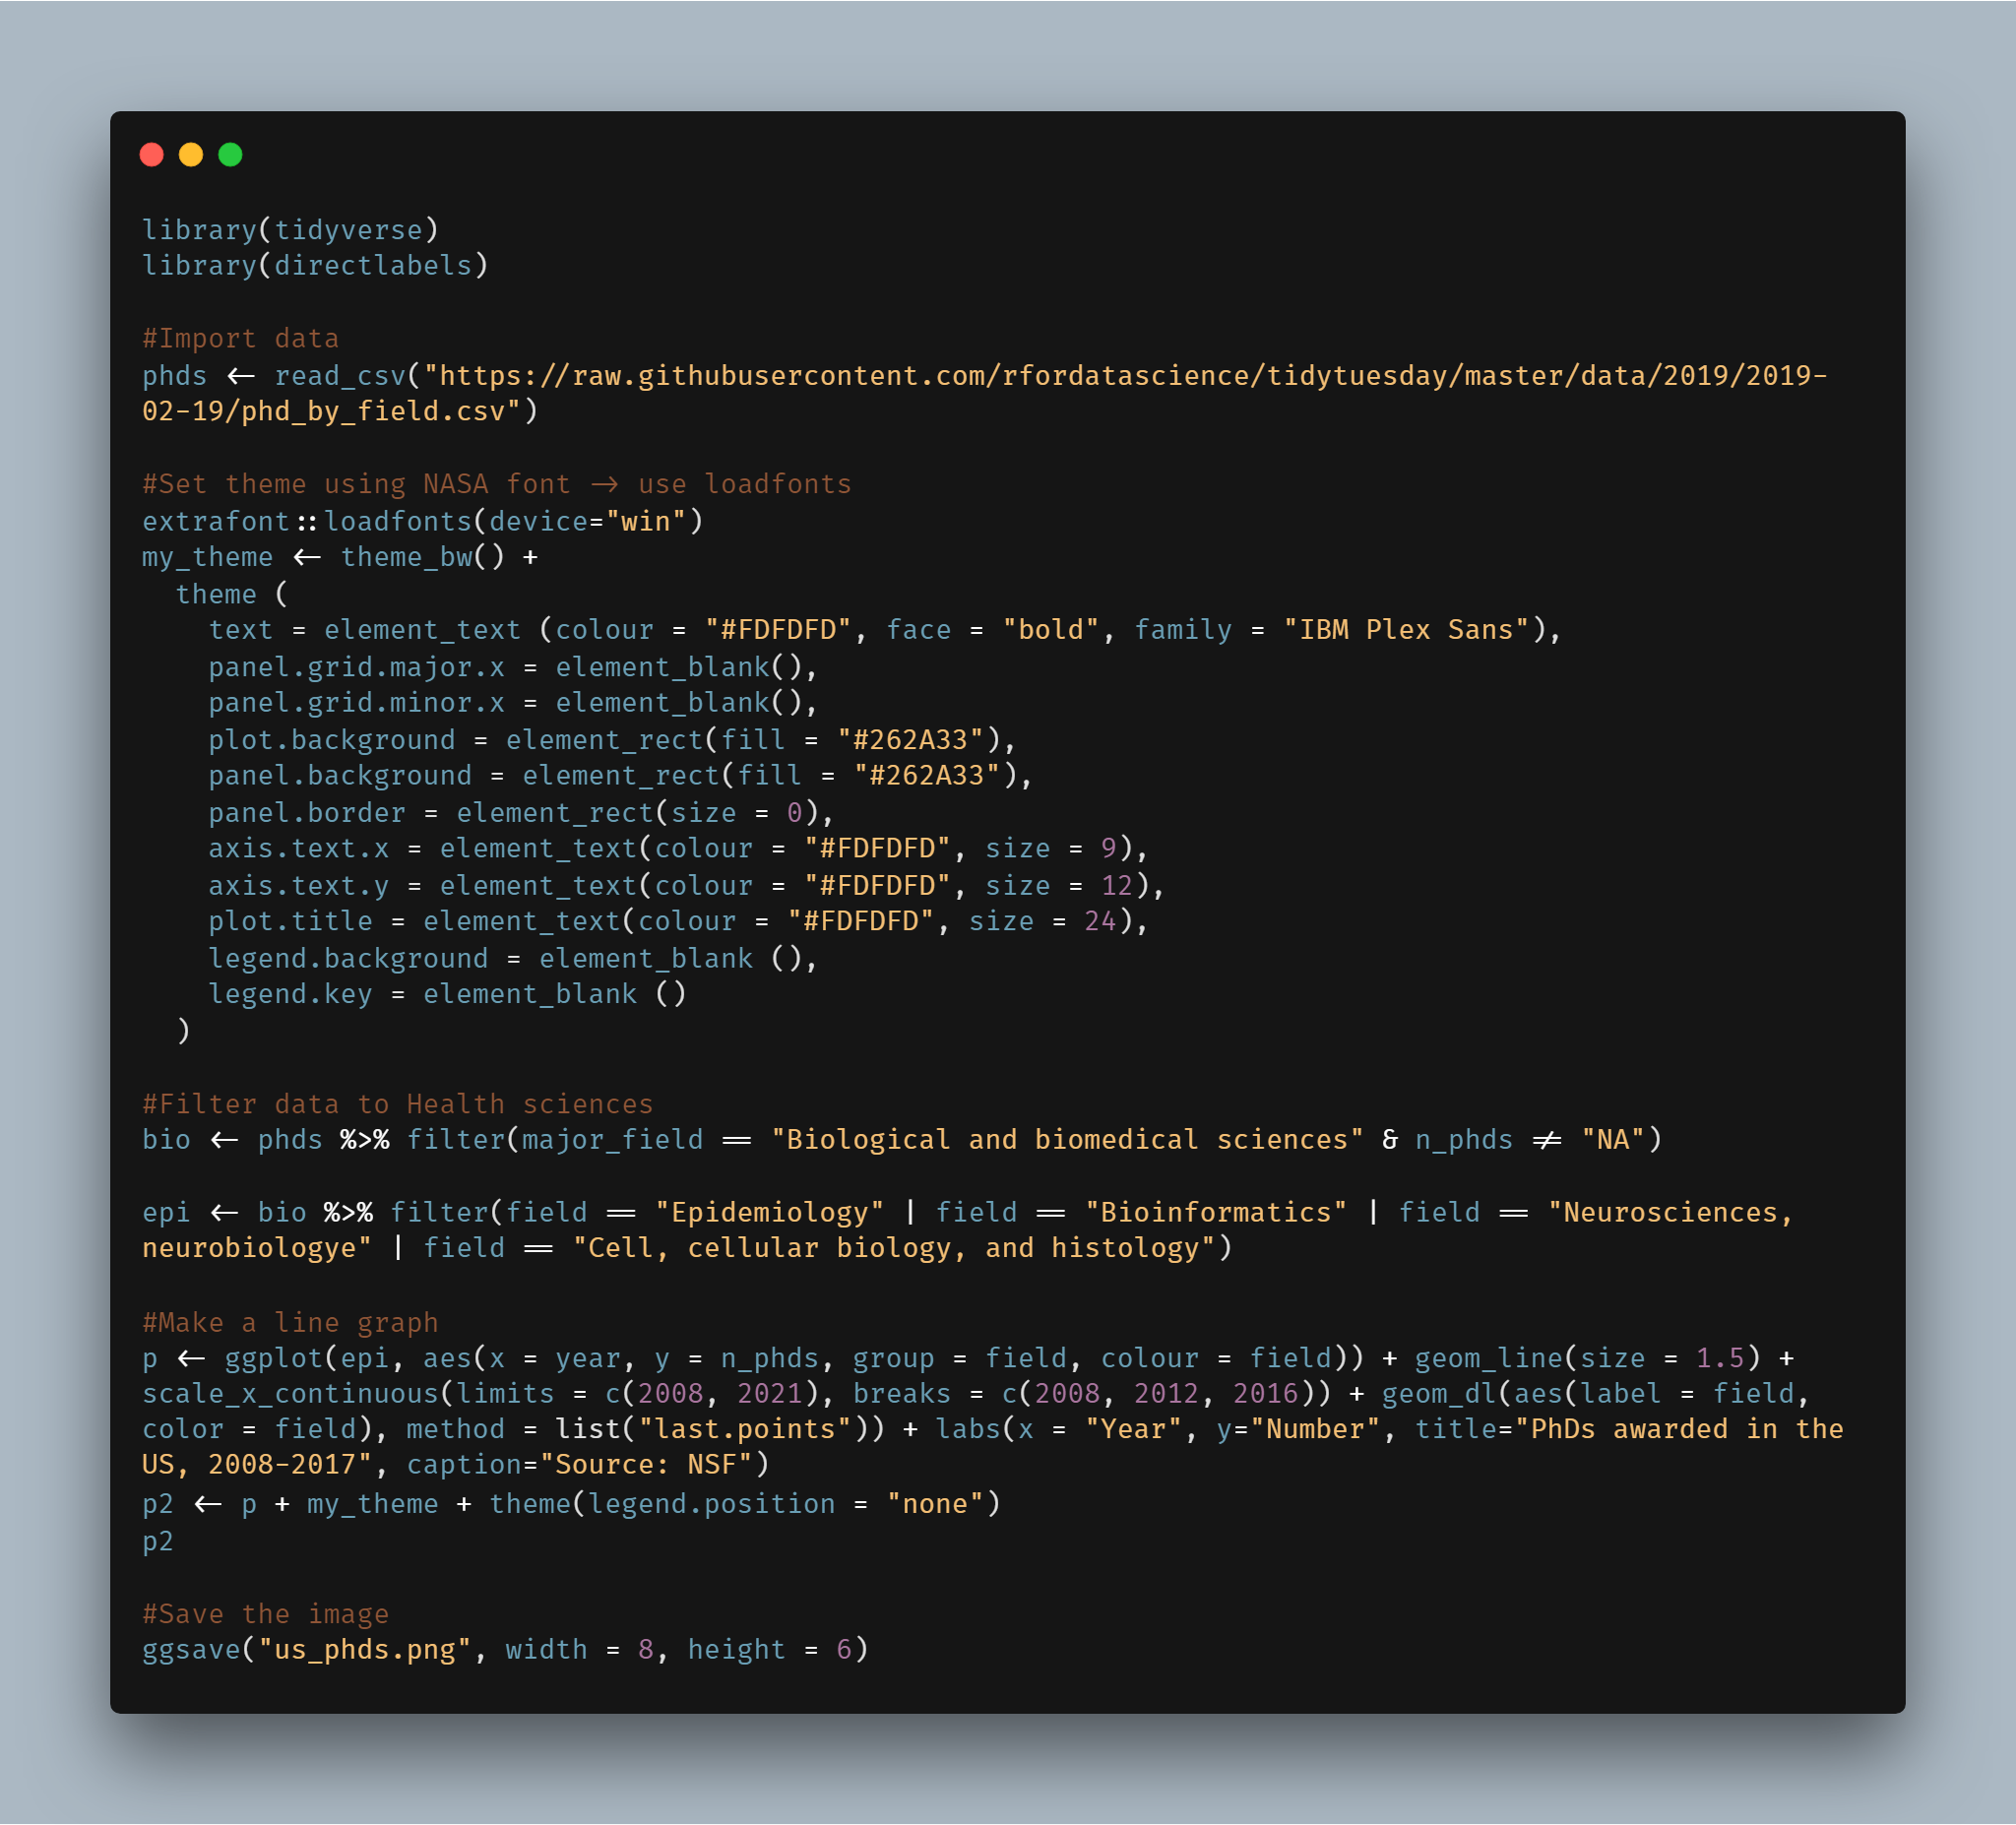 library(tidyverse)
library(directlabels)
#Import data
phds <- read_csv("https://raw.githubusercontent.com/rfordatascience/tidytuesday/master/data/2019/2019-
02-19/phd_by_field.csv")
#Set theme using NASA font -> use loadfonts
extrafont::loadfonts(device="win")
my_theme <- theme_bw() +
  theme (
    text = element_text (colour = "#FDFDFD", face = "bold", family = "IBM Plex Sans"),
    panel.grid.major.x = element_blank(),
    panel.grid.minor.x = element_blank(),
    plot.background = element_rect(fill = "#262A33"),
    panel.background = element_rect(fill = "#262A33"),
    panel.border = element_rect(size = 0),
    axis.text.x = element_text(colour = "#FDFDFD", size = 9),
    axis.text.y = element_text(colour = "#FDFDFD", size = 12),
    plot.title = element_text(colour = "#FDFDFD", size = 24),
    legend.background = element_blank (),
    legend.key = element_blank ()
  )
#Filter data to Health sciences
bio <- phds %>% filter(major_field == "Biological and biomedical sciences" & n_phds != "NA")
epi <- bio %>% filter(field == "Epidemiology" | field == "Bioinformatics" | field == "Neurosciences,
neurobiologye" | field == "Cell, cellular biology, and histology")
#Make a line graph
p <- ggplot(epi, aes(x = year, y = n_phds, group = field, colour = field)) + geom_line(size = 1.5) +
scale_x_continuous(limits = c(2008, 2021), breaks = c(2008, 2012, 2016)) + geom_dl(aes(label = field,
color = field), method = list("last.points")) + labs(x = "Year", y="Number", title="PhDs awarded in the
US, 2008-2017", caption="Source: NSF")
p2 <- p + my_theme + theme(legend.position = "none")
p2
#Save the image
ggsave("us_phds.png", width = 8, height = 6)